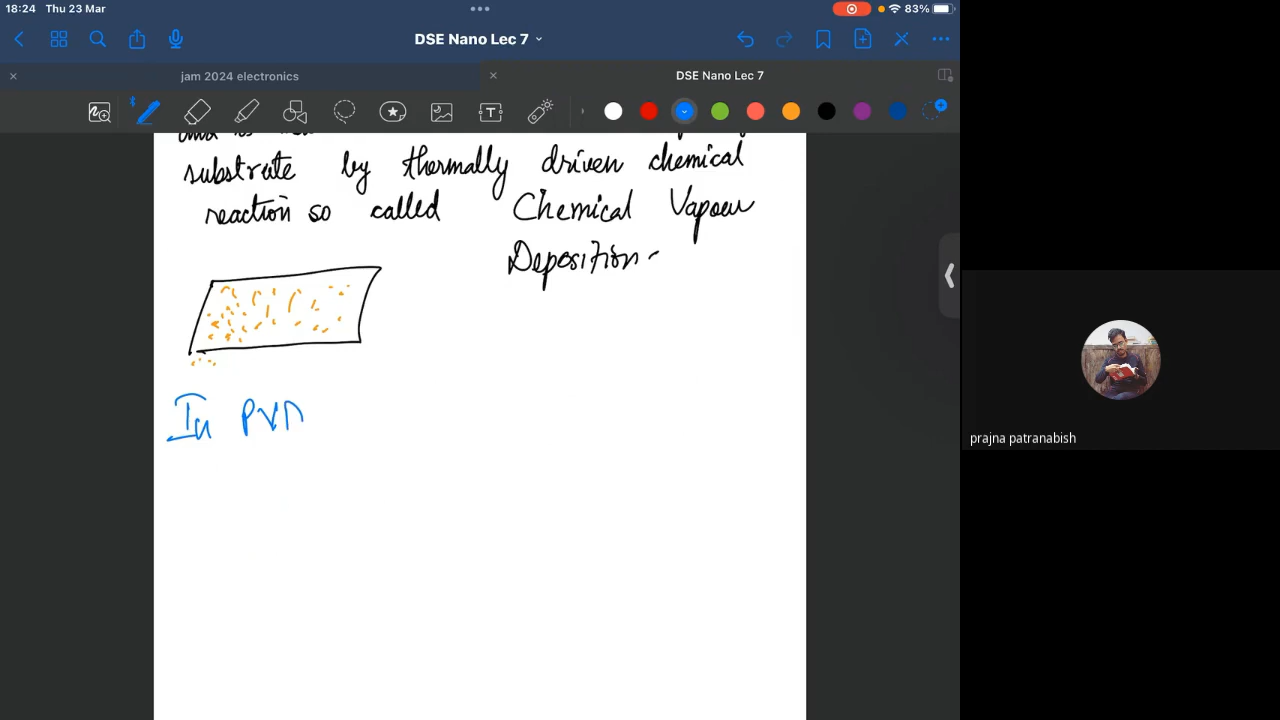 18:24 Thu 23 Mar
83%
DSE Nano Lec 7
jam 2024 electronics
DSE Nano Lec 7
substrate by thermally driven chemical
reaction so called Chemical Vapour
Deposition
In PVD
prajna patranabish